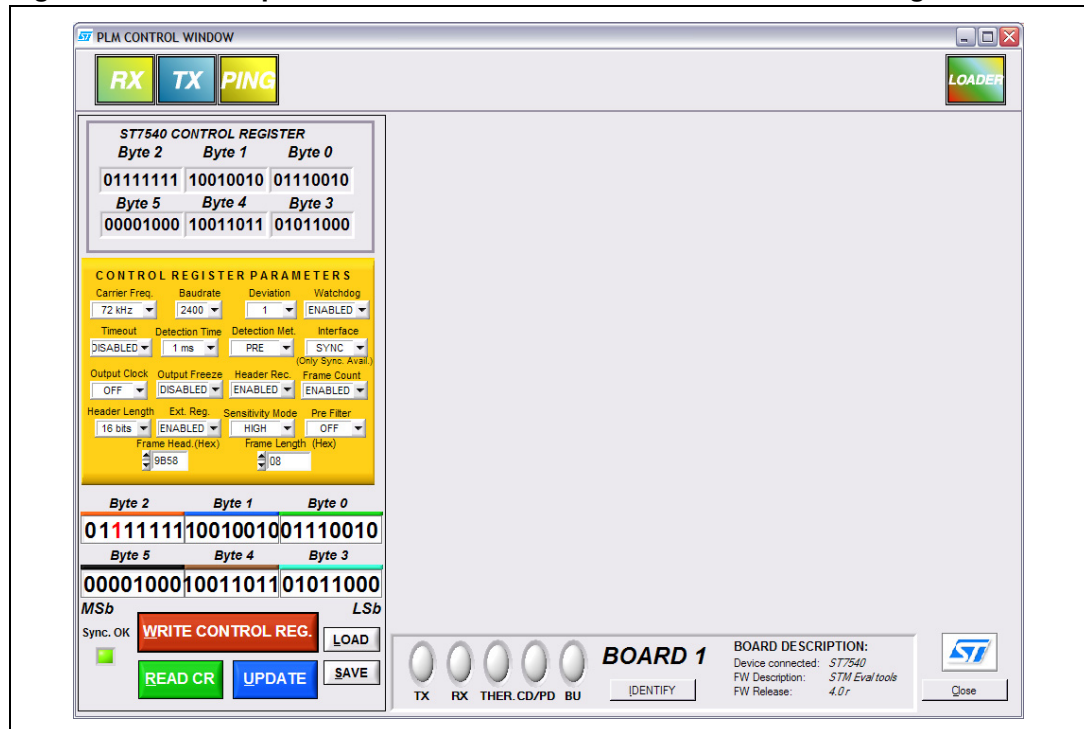 PLM CONTROL WINDOW
RX TX PING
LOADER
ST7540 CONTROL REGISTER
Byte 2 Byte 1 Byte 0
01111111 10010010 01110010
Byte 5 Byte 4 Byte 3
00001000 10011011 01011000
CONTROL REGISTER PARAMETERS
Carrier Freq. Baudrate Deviation Watchdog
72 kHz 2400 1 ENABLED
Timeout Detection Time Detection Met. Interface
DISABLED 1 ms PRE SYNC
(Only Sync. Avail.)
Output Clock Output Freeze Header Rec. Frame Count
OFF DISABLED ENABLED ENABLED
Header Length Ext. Reg. Sensitivity Mode Pre Filter
16 bits ENABLED HIGH OFF
Frame Head.(Hex) Frame Length (Hex)
9B58 08
Byte 2 Byte 1 Byte 0
01111111 10010010 01110010
Byte 5 Byte 4 Byte 3
00001000 10011011 01011000
MSb LSb
Sync. OK WRITE CONTROL REG. LOAD
READ CR UPDATE SAVE
TX RX THER. CD/PD BU
BOARD 1
IDENTIFY
BOARD DESCRIPTION:
Device connected: ST7540
FW Description: STM Eval tools
FW Release: 4.0 r
ST
Close